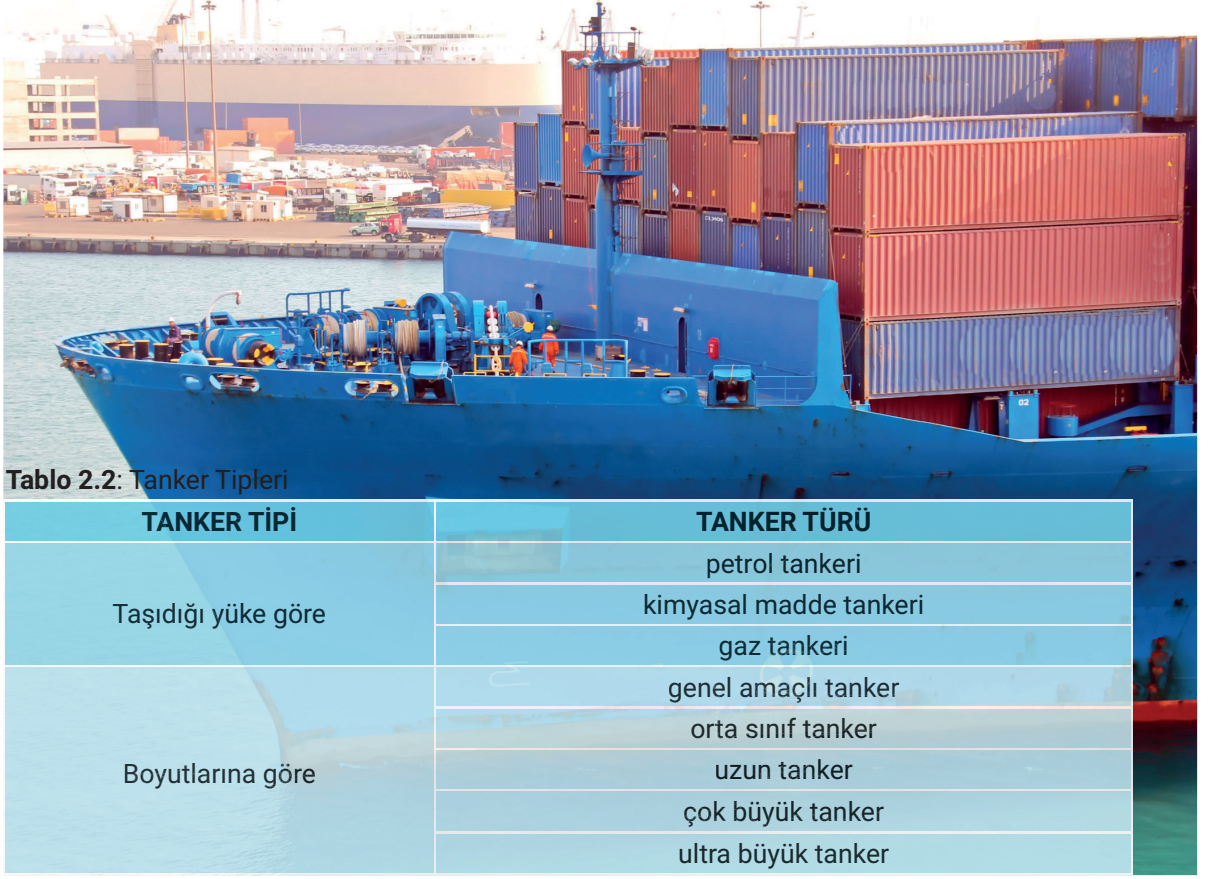 Tablo 2.2: Tanker Tipleri
TANKER TİPİ TANKER TÜRÜ
Taşıdığı yüke göre
petrol tankeri
kimyasal madde tankeri
gaz tankeri
Boyutlarına göre
genel amaçlı tanker
orta sınıf tanker
uzun tanker
çok büyük tanker
ultra büyük tanker
02